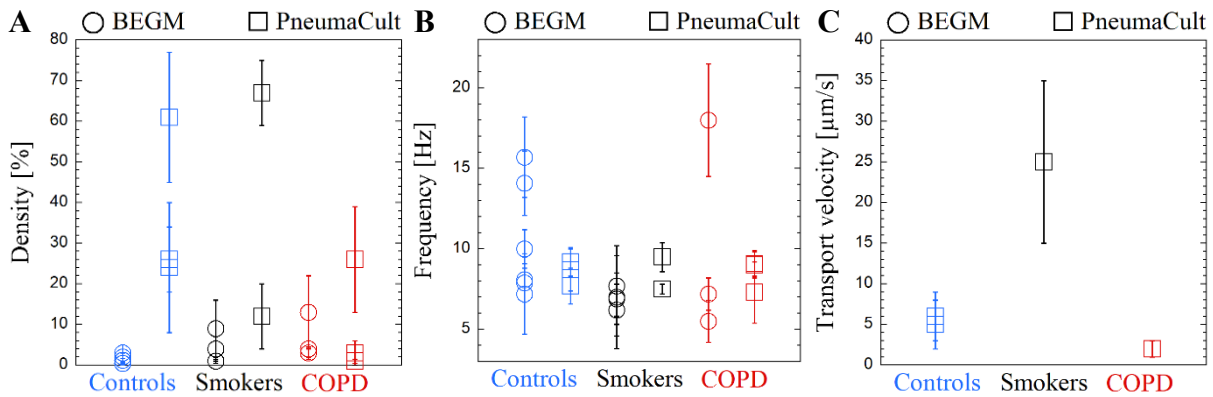 A
BEGM
PneumaCult
Density [%]
80
70
60
50
40
30
20
10
0
Controls
Smokers
COPD
B
BEGM
PneumaCult
Frequency [Hz]
20
15
10
5
Controls
Smokers
COPD
C
BEGM
PneumaCult
Transport velocity [µm/s]
40
35
30
25
20
15
10
5
0
Controls
Smokers
COPD